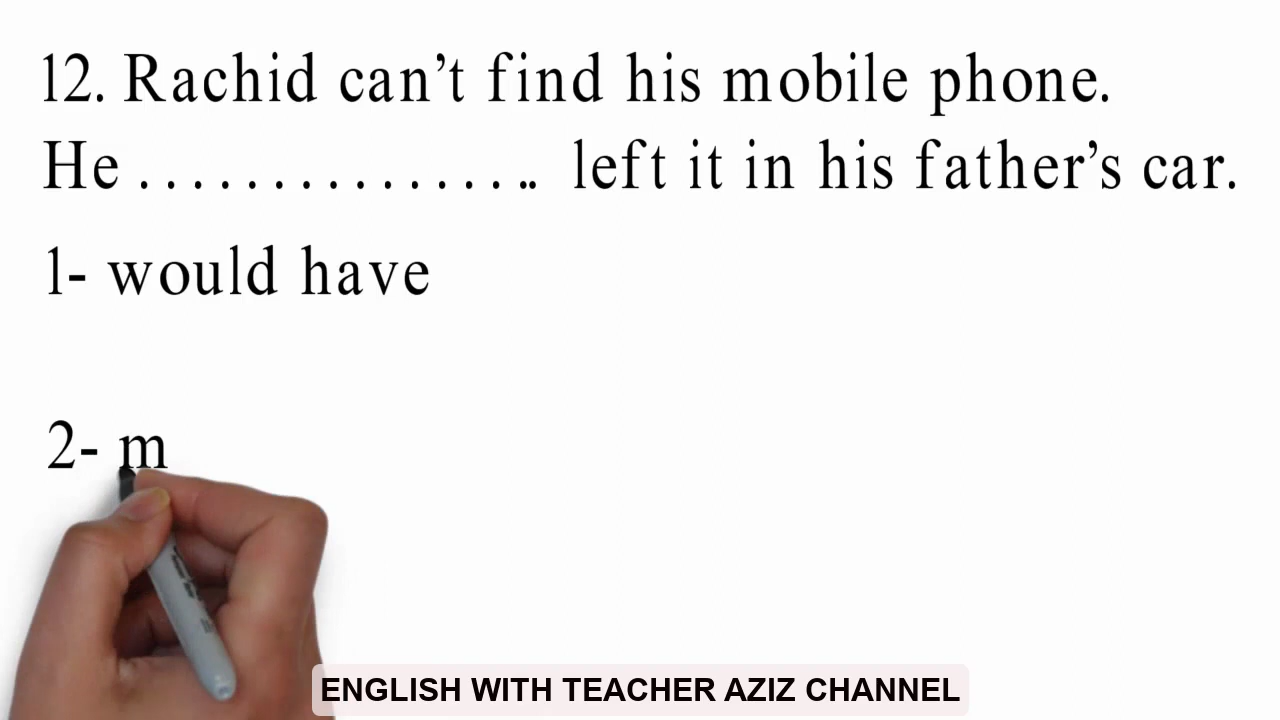 12. Rachid can't find his mobile phone.
He . . . . . . . . . . . . . . .. left it in his father's car.
1- would have
2- m
ENGLISH WITH TEACHER AZIZ CHANNEL